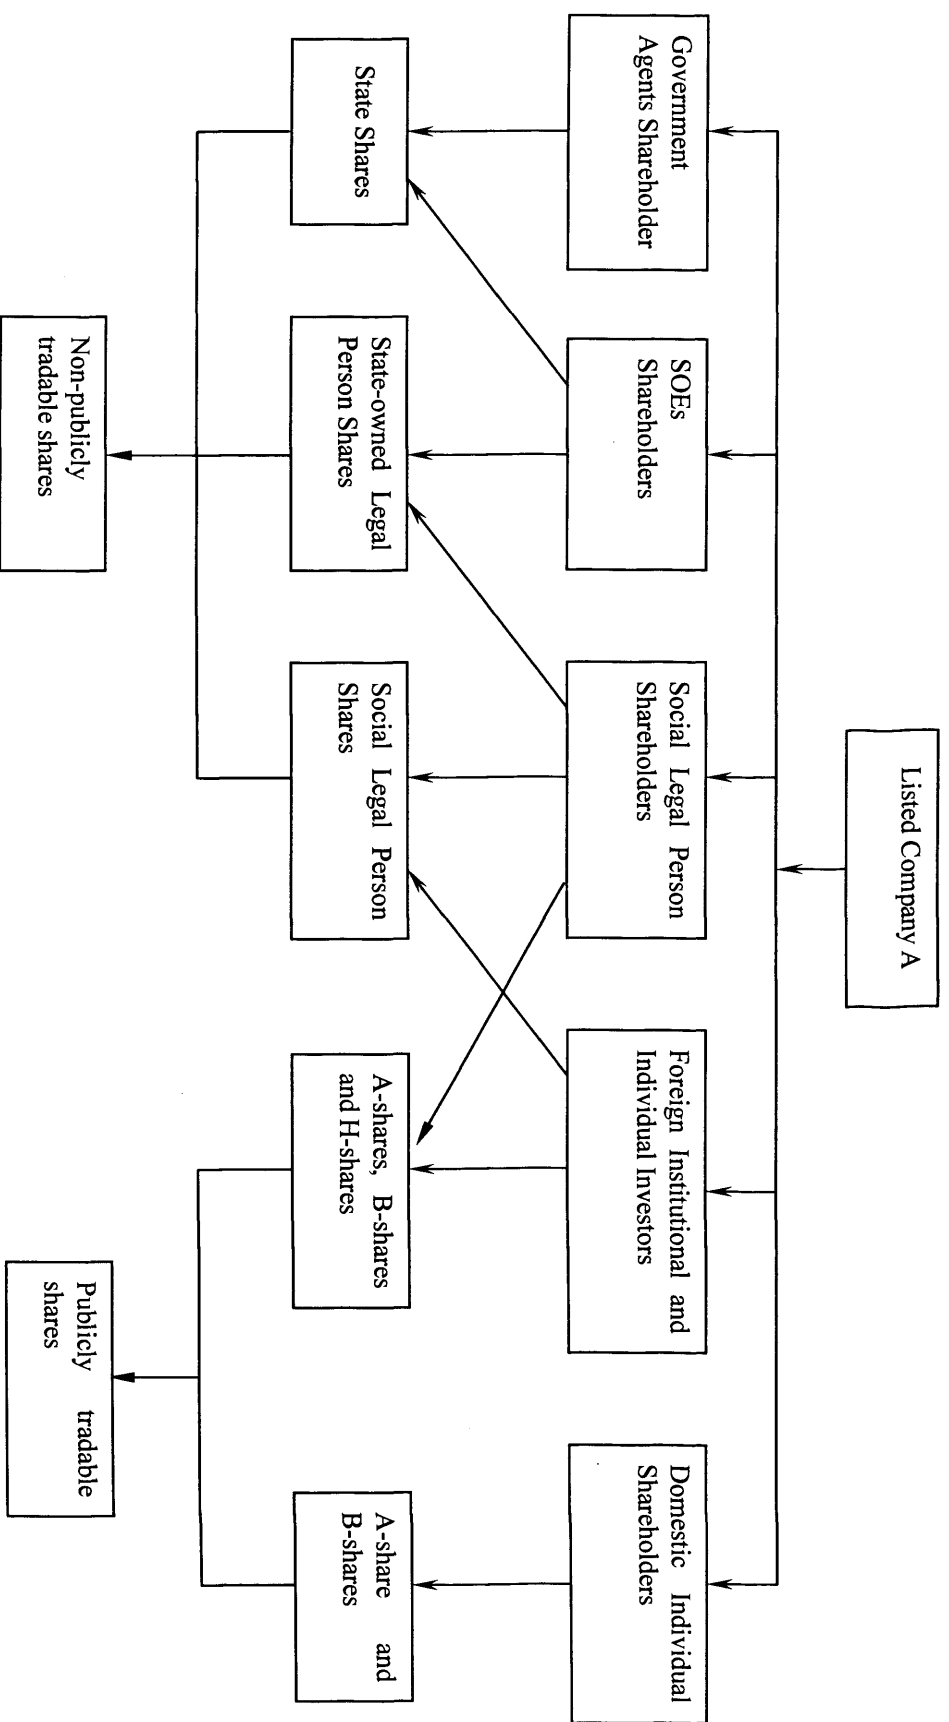 Listed Company A
Government
Agents Shareholder
SOEs
Shareholders
Social Legal Person
Shareholders
Foreign Institutional and
Individual Investors
Domestic Individual
Shareholders
State Shares
State-owned Legal
Person Shares
Social Legal Person
Shares
A-shares, B-shares
and H-shares
A-share and
B-shares
Non-publicly
tradable shares
Publicly tradable
shares